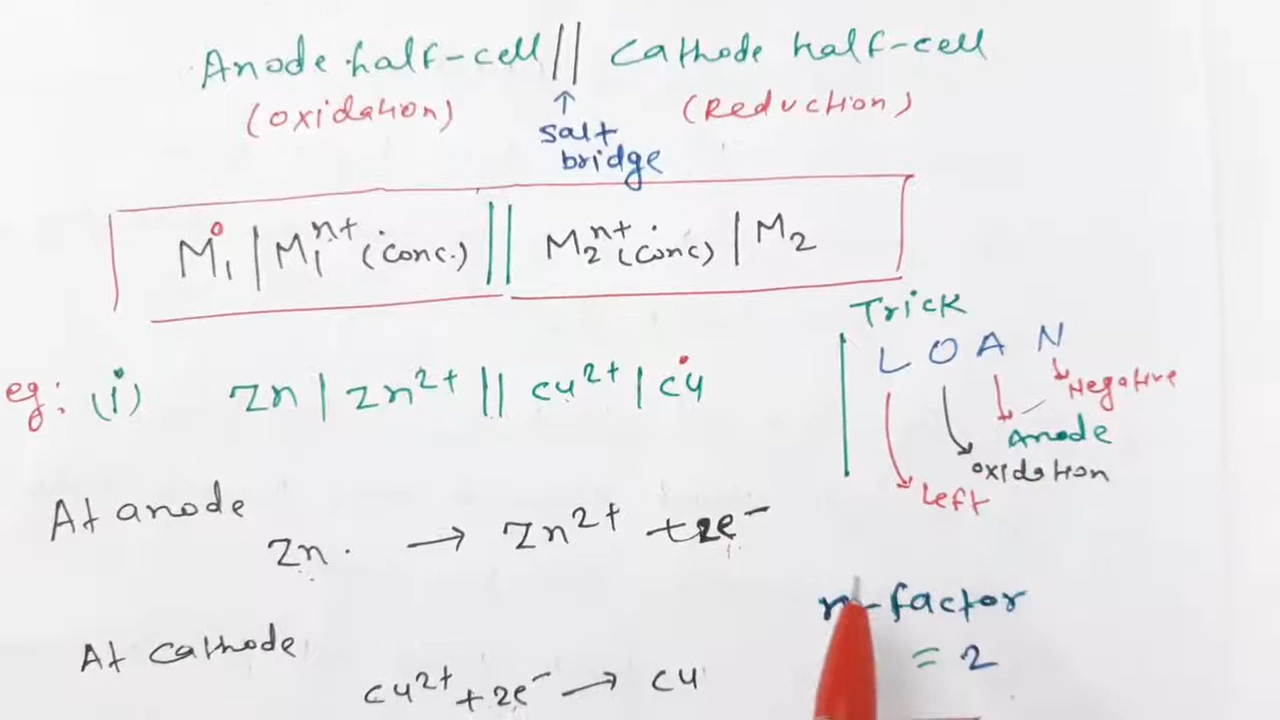 Anode half-cell || Cathode half-cell
(Oxidation) ↑ (Reduction)
salt
bridge
M₁ | M₁ⁿ⁺ (conc.) || M₂ⁿ⁺ (conc) | M₂
Trick
L O A N
Negative
Anode
oxidation
Left
eg: (i) Zn | Zn²⁺ || Cu²⁺ | Cu
At anode
Zn → Zn²⁺ + 2e⁻
n-factor
= 2
At cathode
Cu²⁺ + 2e⁻ → Cu